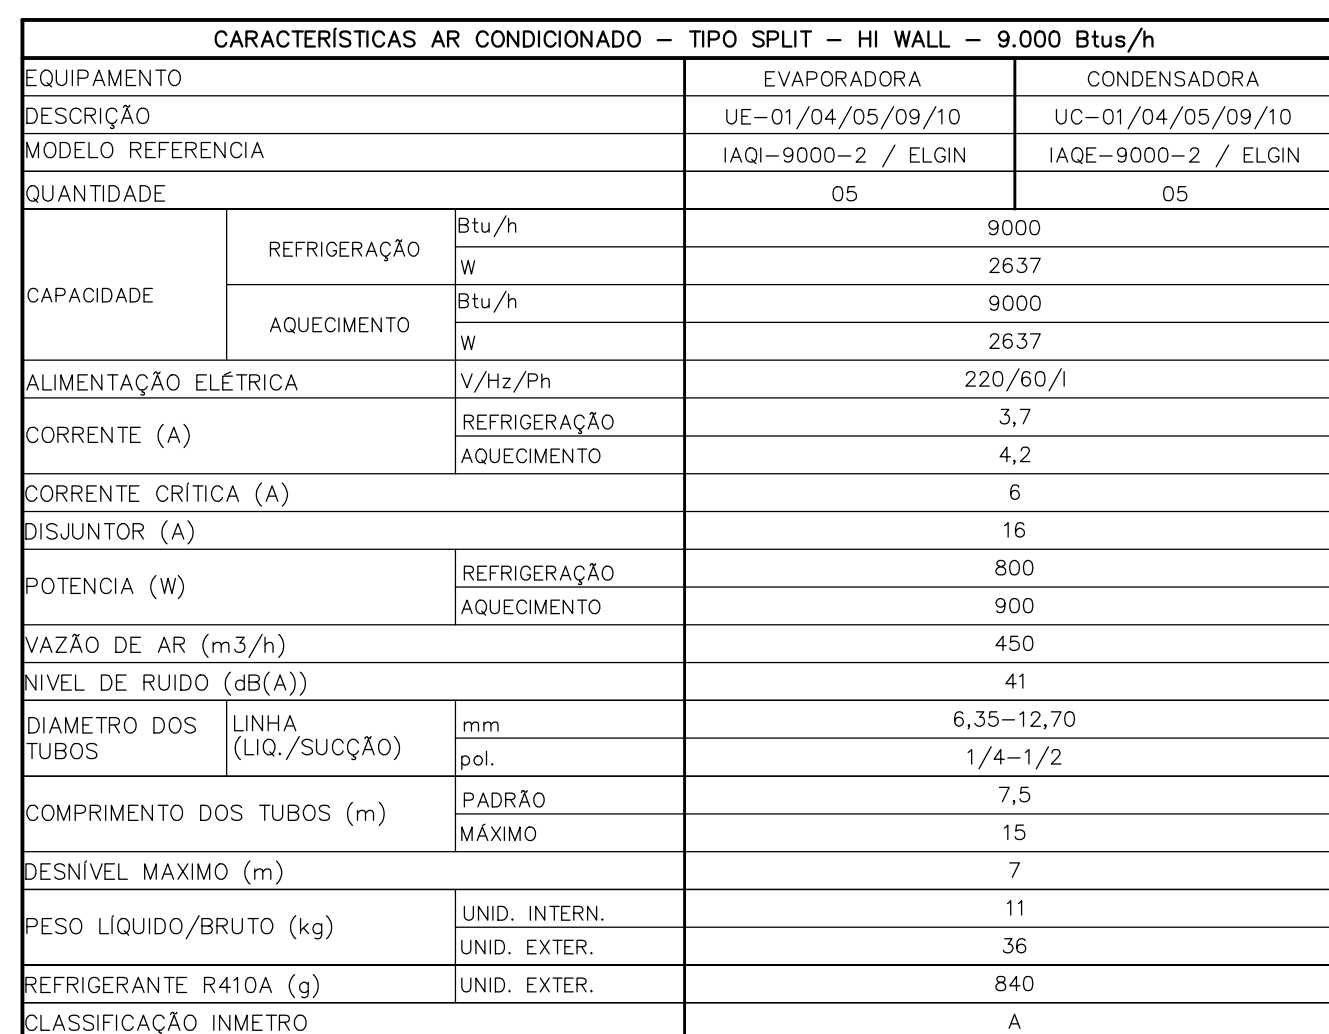 CARACTERÍSTICAS AR CONDICIONADO – TIPO SPLIT – HI WALL – 9.000 Btus/h
EQUIPAMENTO EVAPORADORA CONDENSADORA
DESCRIÇÃO UE–01/04/05/09/10 UC–01/04/05/09/10
MODELO REFERENCIA IAQI–9000–2 / ELGIN IAQE–9000–2 / ELGIN
QUANTIDADE 05 05
CAPACIDADE
REFRIGERAÇÃO
Btu/h 9000
W 2637
AQUECIMENTO
Btu/h 9000
W 2637
ALIMENTAÇÃO ELÉTRICA V/Hz/Ph 220/60/I
CORRENTE (A)
REFRIGERAÇÃO 3,7
AQUECIMENTO 4,2
CORRENTE CRÍTICA (A) 6
DISJUNTOR (A) 16
POTENCIA (W)
REFRIGERAÇÃO 800
AQUECIMENTO 900
VAZÃO DE AR (m3/h) 450
NIVEL DE RUIDO (dB(A)) 41
DIAMETRO DOS
TUBOS
LINHA
(LIQ./SUCÇÃO)
mm 6,35–12,70
pol. 1/4–1/2
COMPRIMENTO DOS TUBOS (m)
PADRÃO 7,5
MÁXIMO 15
DESNÍVEL MAXIMO (m) 7
PESO LÍQUIDO/BRUTO (kg)
UNID. INTERN. 11
UNID. EXTER. 36
REFRIGERANTE R410A (g) UNID. EXTER. 840
CLASSIFICAÇÃO INMETRO A